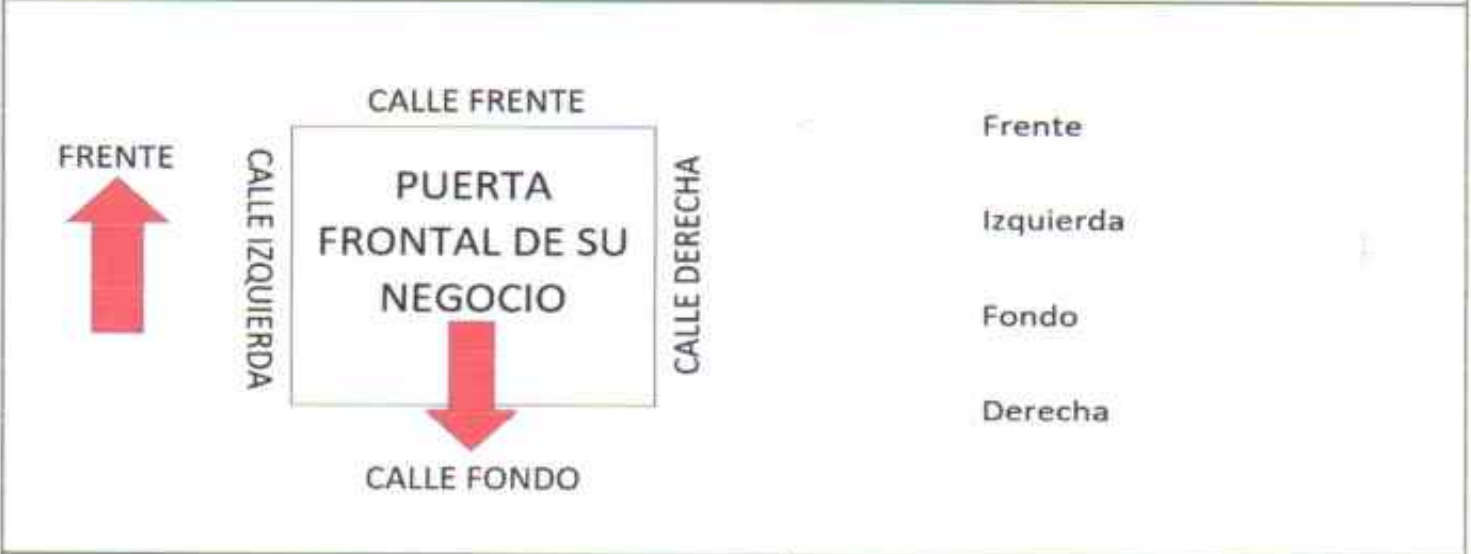 CALLE FRENTE
FRENTE
CALLE IZQUIERDA
PUERTA
FRONTAL DE SU
NEGOCIO
CALLE DERECHA
CALLE FONDO
Frente
Izquierda
Fondo
Derecha